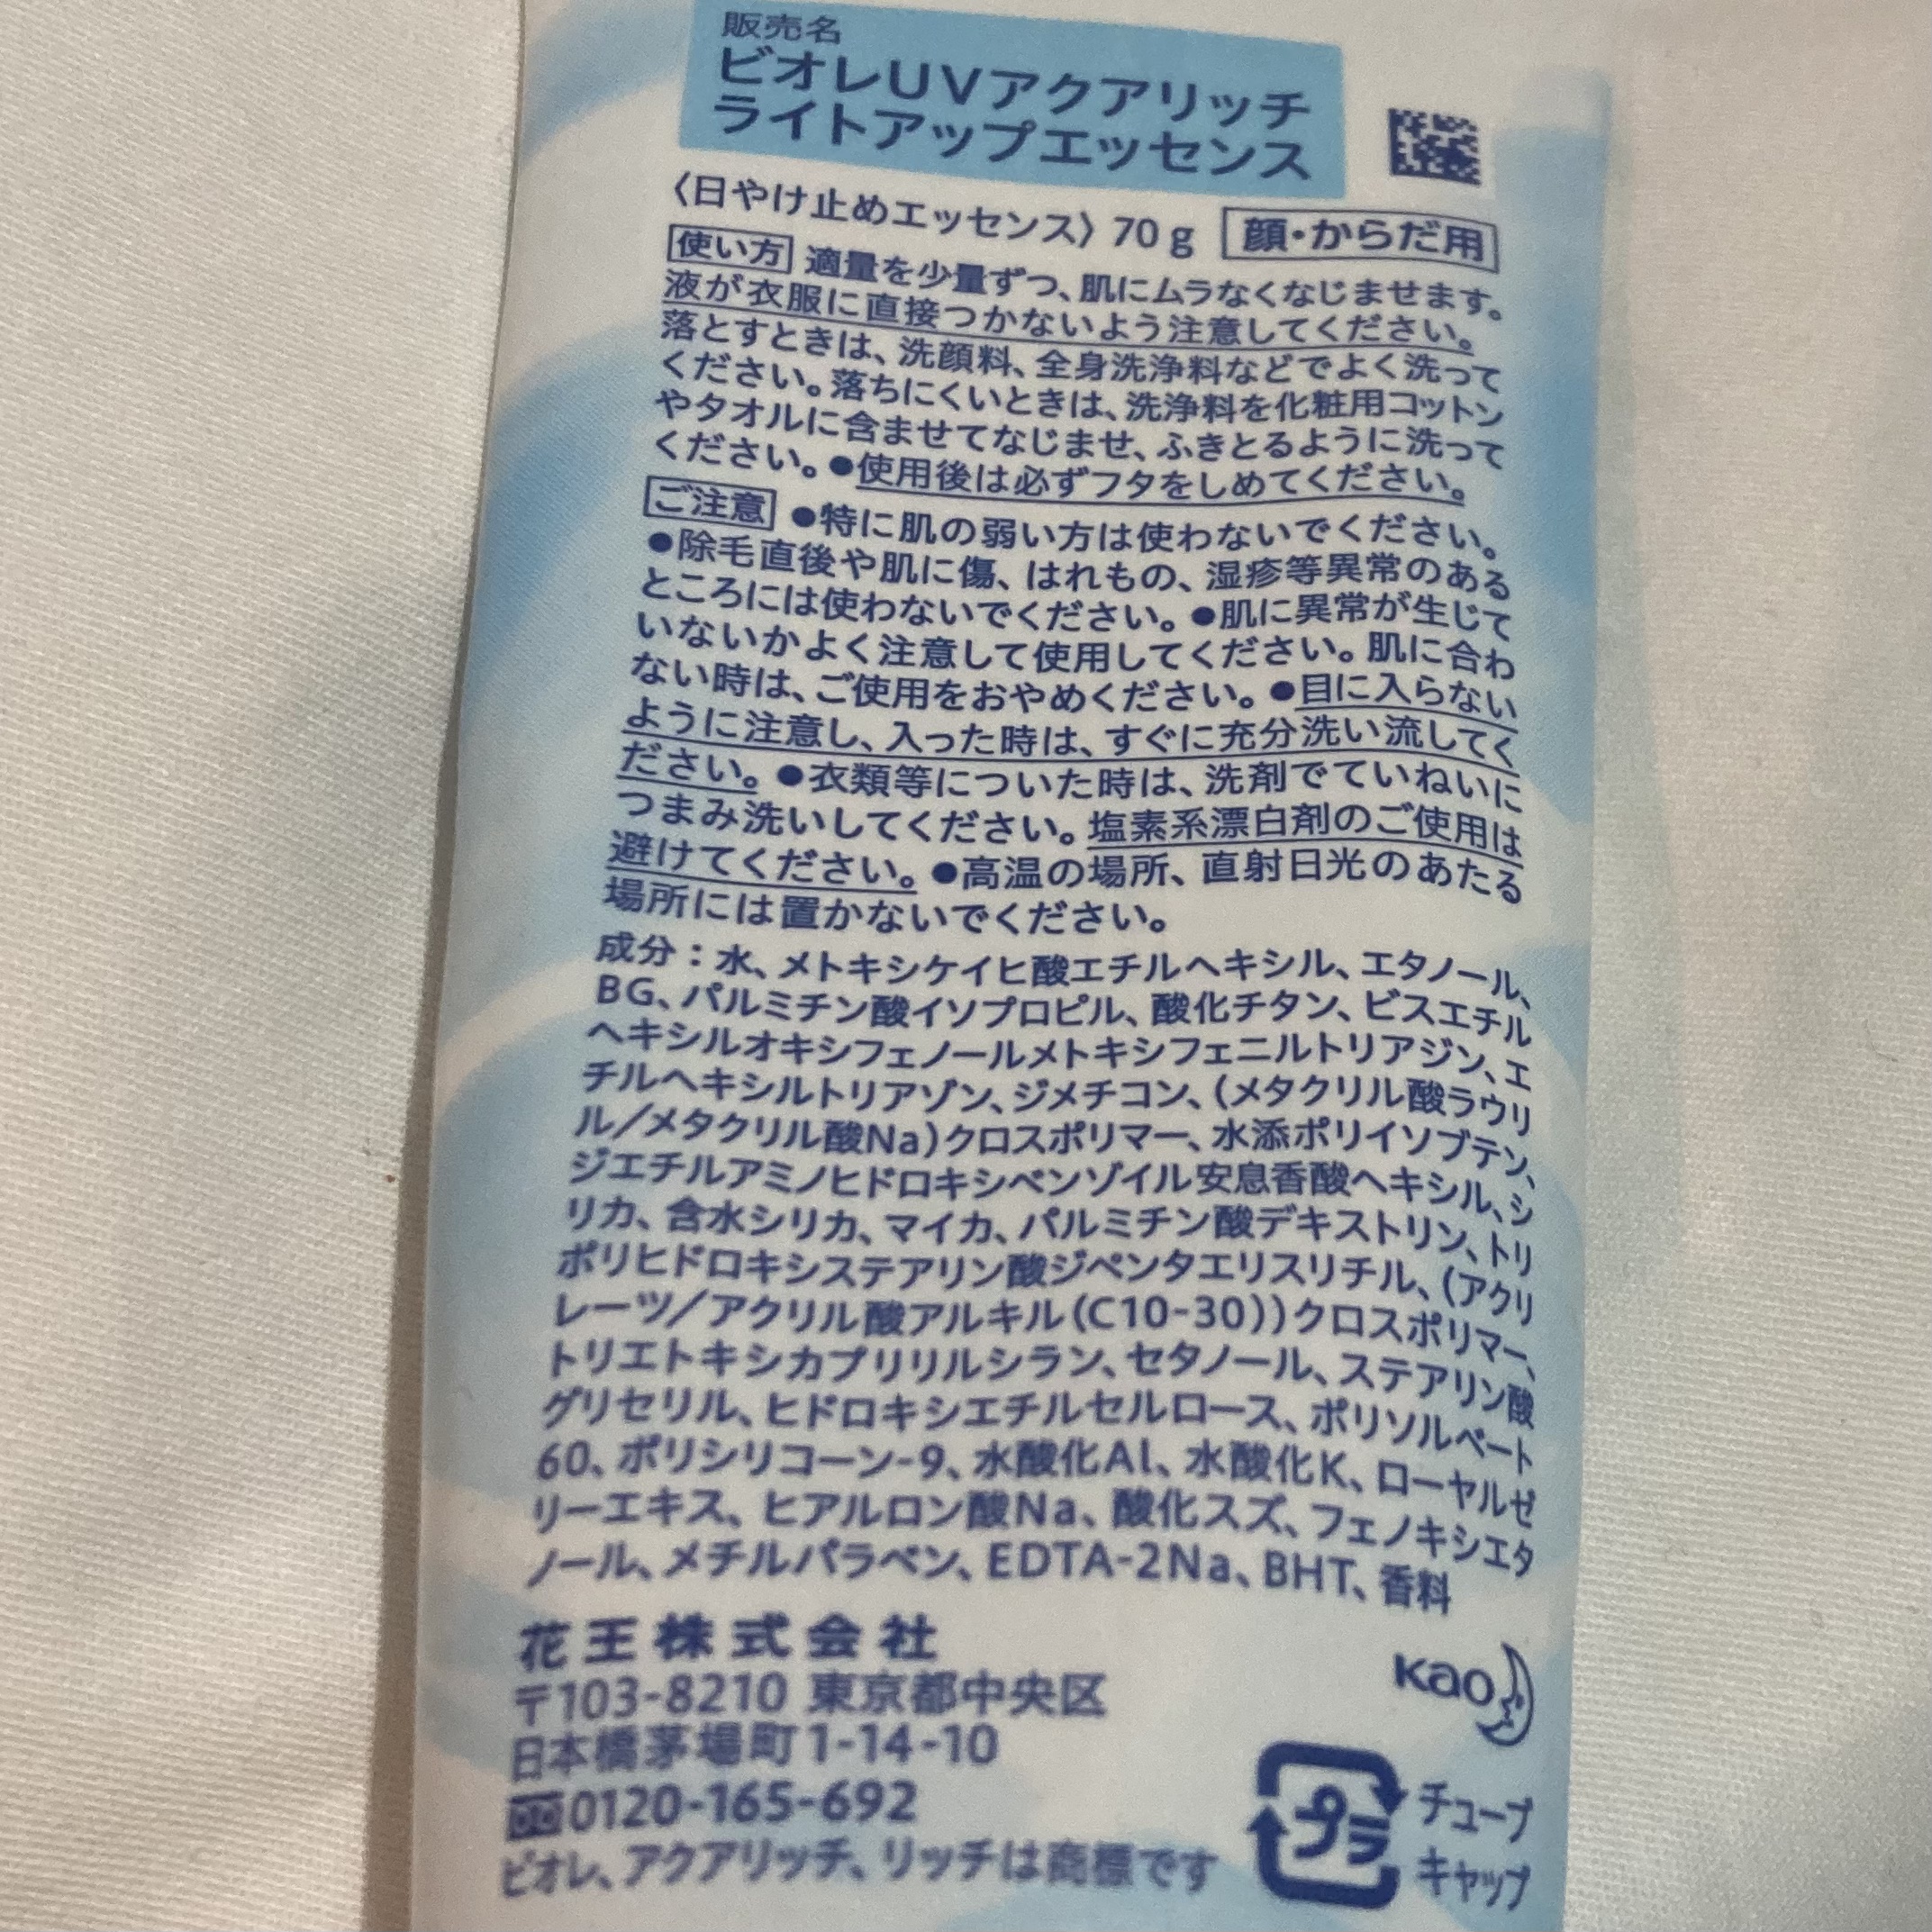 販売名
ビオレUVアクアリッチ
ライトアップエッセンス
〈日やけ止めエッセンス〉70g 顔・からだ用
使い方 適量を少量ずつ、肌にムラなくなじませます。
液が衣服に直接つかないよう注意してください。
落とすときは、洗顔料、全身洗浄料などでよく洗って
ください。落ちにくいときは、洗浄料を化粧用コットン
やタオルに含ませてなじませ、ふきとるように洗って
ください。●使用後は必ずフタをしめてください。
ご注意 ●特に肌の弱い方は使わないでください。
●除毛直後や肌に傷、はれもの、湿疹等異常のある
ところには使わないでください。●肌に異常が生じて
いないかよく注意して使用してください。肌に合わ
ない時は、ご使用をおやめください。●目に入らない
ように注意し、入った時は、すぐに充分洗い流してく
ださい。●衣類等についた時は、洗剤でていねいに
つまみ洗いしてください。塩素系漂白剤のご使用は
避けてください。●高温の場所、直射日光のあたる
場所には置かないでください。
成分：水、メトキシケイヒ酸エチルヘキシル、エタノール、
BG、パルミチン酸イソプロピル、酸化チタン、ビスエチル
ヘキシルオキシフェノールメトキシフェニルトリアジン、エ
チルヘキシルトリアゾン、ジメチコン、(メタクリル酸ラウリ
ル/メタクリル酸Na)クロスポリマー、水添ポリイソブテン、
ジエチルアミノヒドロキシベンゾイル安息香酸ヘキシル、シ
リカ、含水シリカ、マイカ、パルミチン酸デキストリン、トリ
ポリヒドロキシステアリン酸ジペンタエリスリチル、(アクリ
レーツ/アクリル酸アルキル(C10-30))クロスポリマー、
トリエトキシカプリリルシラン、セタノール、ステアリン酸
グリセリル、ヒドロキシエチルセルロース、ポリソルベート
60、ポリシリコーン-9、水酸化Al、水酸化K、ローヤルゼ
リーエキス、ヒアルロン酸Na、酸化スズ、フェノキシエタ
ノール、メチルパラベン、EDTA-2Na、BHT、香料
花王株式会社
〒103-8210 東京都中央区
日本橋茅場町1-14-10
0120-165-692
ビオレ、アクアリッチ、リッチは商標です
Kao
プラ
チューブ
キャップ